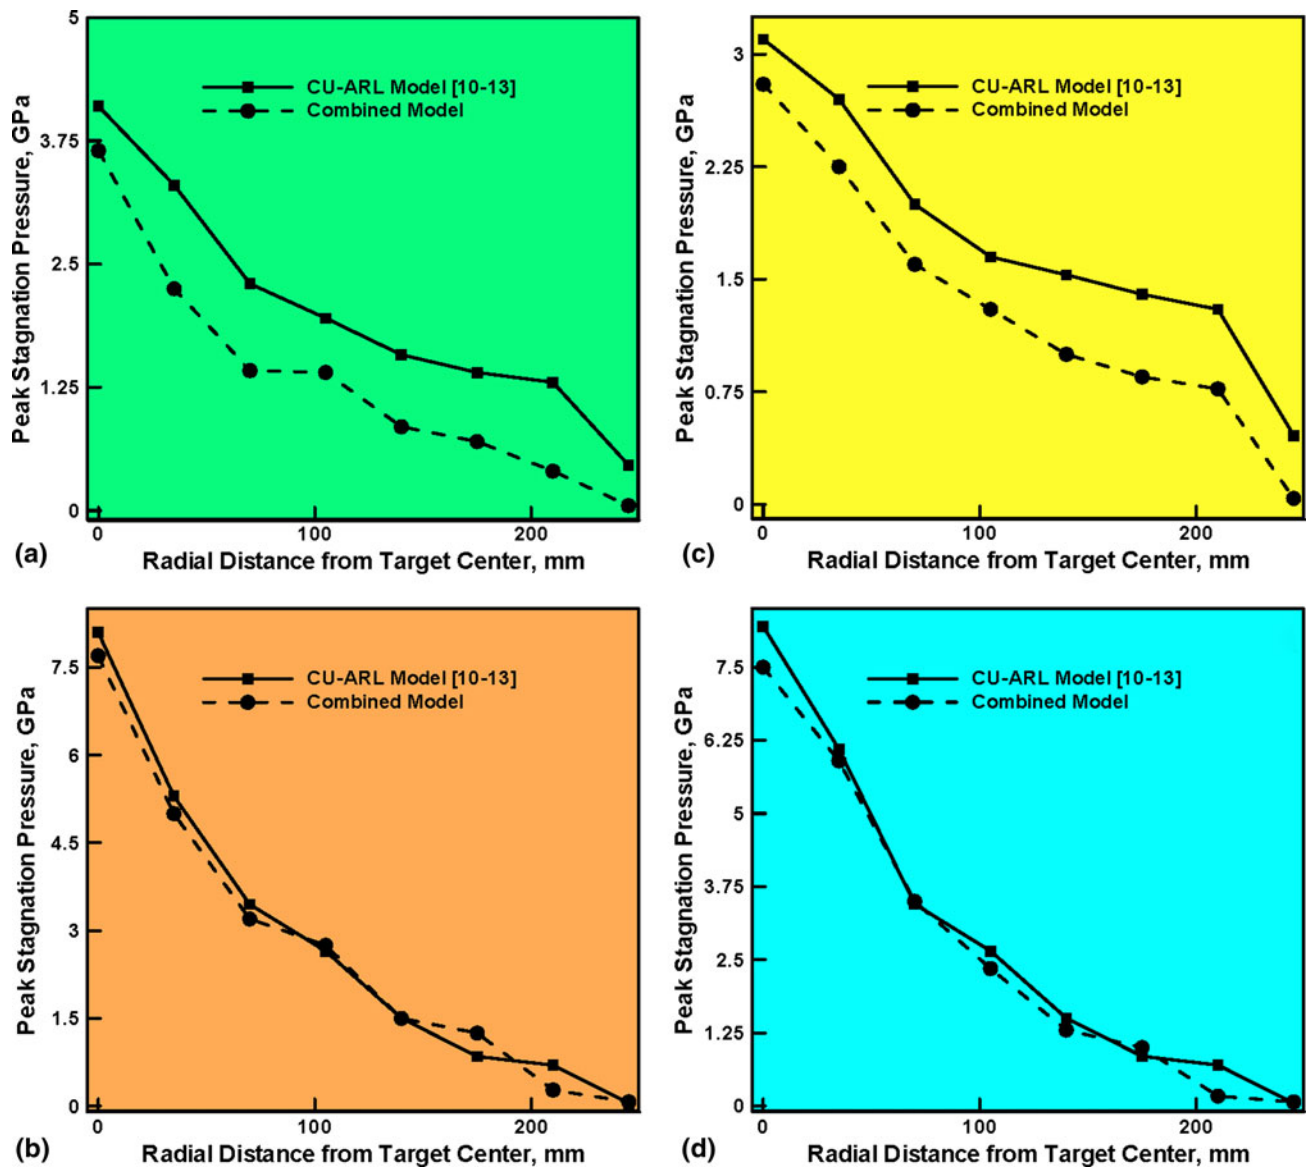 5
3.75
2.5
1.25
0
Peak Stagnation Pressure, GPa
CU-ARL Model [10-13]
Combined Model
0
100
200
(a)
Radial Distance from Target Center, mm
3
2.25
1.5
0.75
0
Peak Stagnation Pressure, GPa
CU-ARL Model [10-13]
Combined Model
0
100
200
(c)
Radial Distance from Target Center, mm
7.5
6
4.5
3
1.5
0
Peak Stagnation Pressure, GPa
CU-ARL Model [10-13]
Combined Model
0
100
200
(b)
Radial Distance from Target Center, mm
7.5
6.25
5
3.75
2.5
1.25
0
Peak Stagnation Pressure, GPa
CU-ARL Model [10-13]
Combined Model
0
100
200
(d)
Radial Distance from Target Center, mm